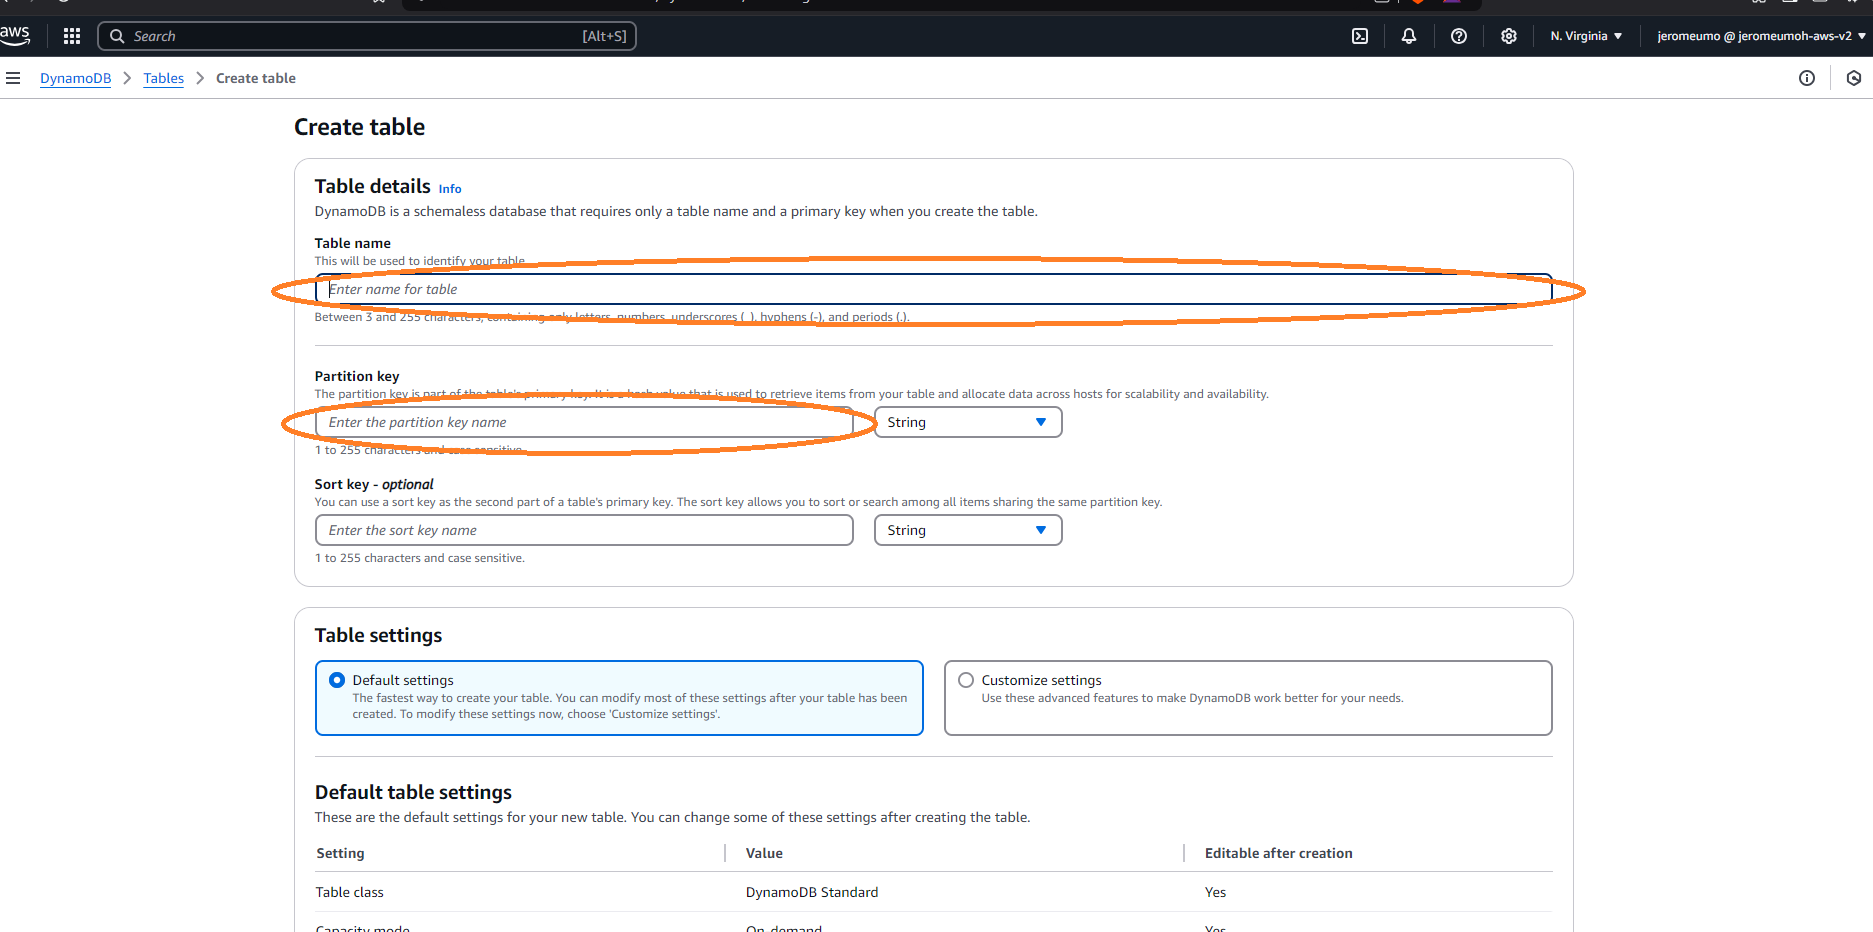 aws
Search [Alt+S]
N. Virginia
jeromeumo @ jeromeumoh-aws-v2
DynamoDB > Tables > Create table
Create table
Table details Info
DynamoDB is a schemaless database that requires only a table name and a primary key when you create the table.
Table name
This will be used to identify your table.
Enter name for table
Between 3 and 255 characters, containing only letters, numbers, underscores (_), hyphens (-), and periods (.).
Partition key
The partition key is part of the table's primary key. It is a hash value that is used to retrieve items from your table and allocate data across hosts for scalability and availability.
Enter the partition key name String
1 to 255 characters and case sensitive.
Sort key - optional
You can use a sort key as the second part of a table's primary key. The sort key allows you to sort or search among all items sharing the same partition key.
Enter the sort key name String
1 to 255 characters and case sensitive.
Table settings
Default settings
The fastest way to create your table. You can modify most of these settings after your table has been
created. To modify these settings now, choose 'Customize settings'.
Customize settings
Use these advanced features to make DynamoDB work better for your needs.
Default table settings
These are the default settings for your new table. You can change some of these settings after creating the table.
Setting Value Editable after creation
Table class DynamoDB Standard Yes
Capacity mode On-demand Yes